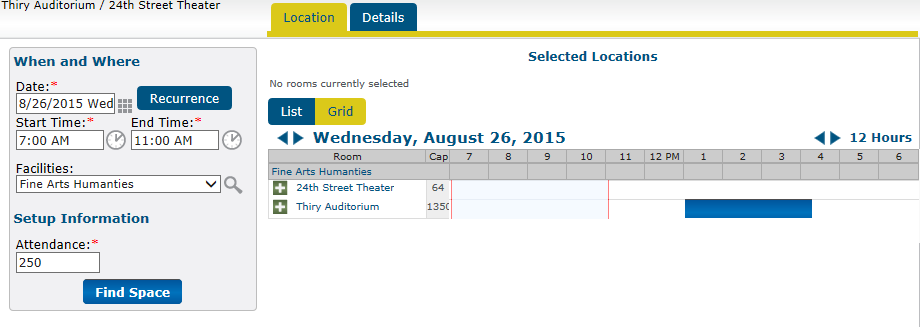 Thiry Auditorium / 24th Street Theater
Location Details
When and Where
Date:*
8/26/2015 Wed
Recurrence
Start Time:* End Time:*
7:00 AM 11:00 AM
Facilities:
Fine Arts Humanties
Setup Information
Attendance:*
250
Find Space
Selected Locations
No rooms currently selected
List Grid
Wednesday, August 26, 2015 12 Hours
Room Cap 7 8 9 10 11 12 PM 1 2 3 4 5 6
Fine Arts Humanties
24th Street Theater 64
Thiry Auditorium 1350